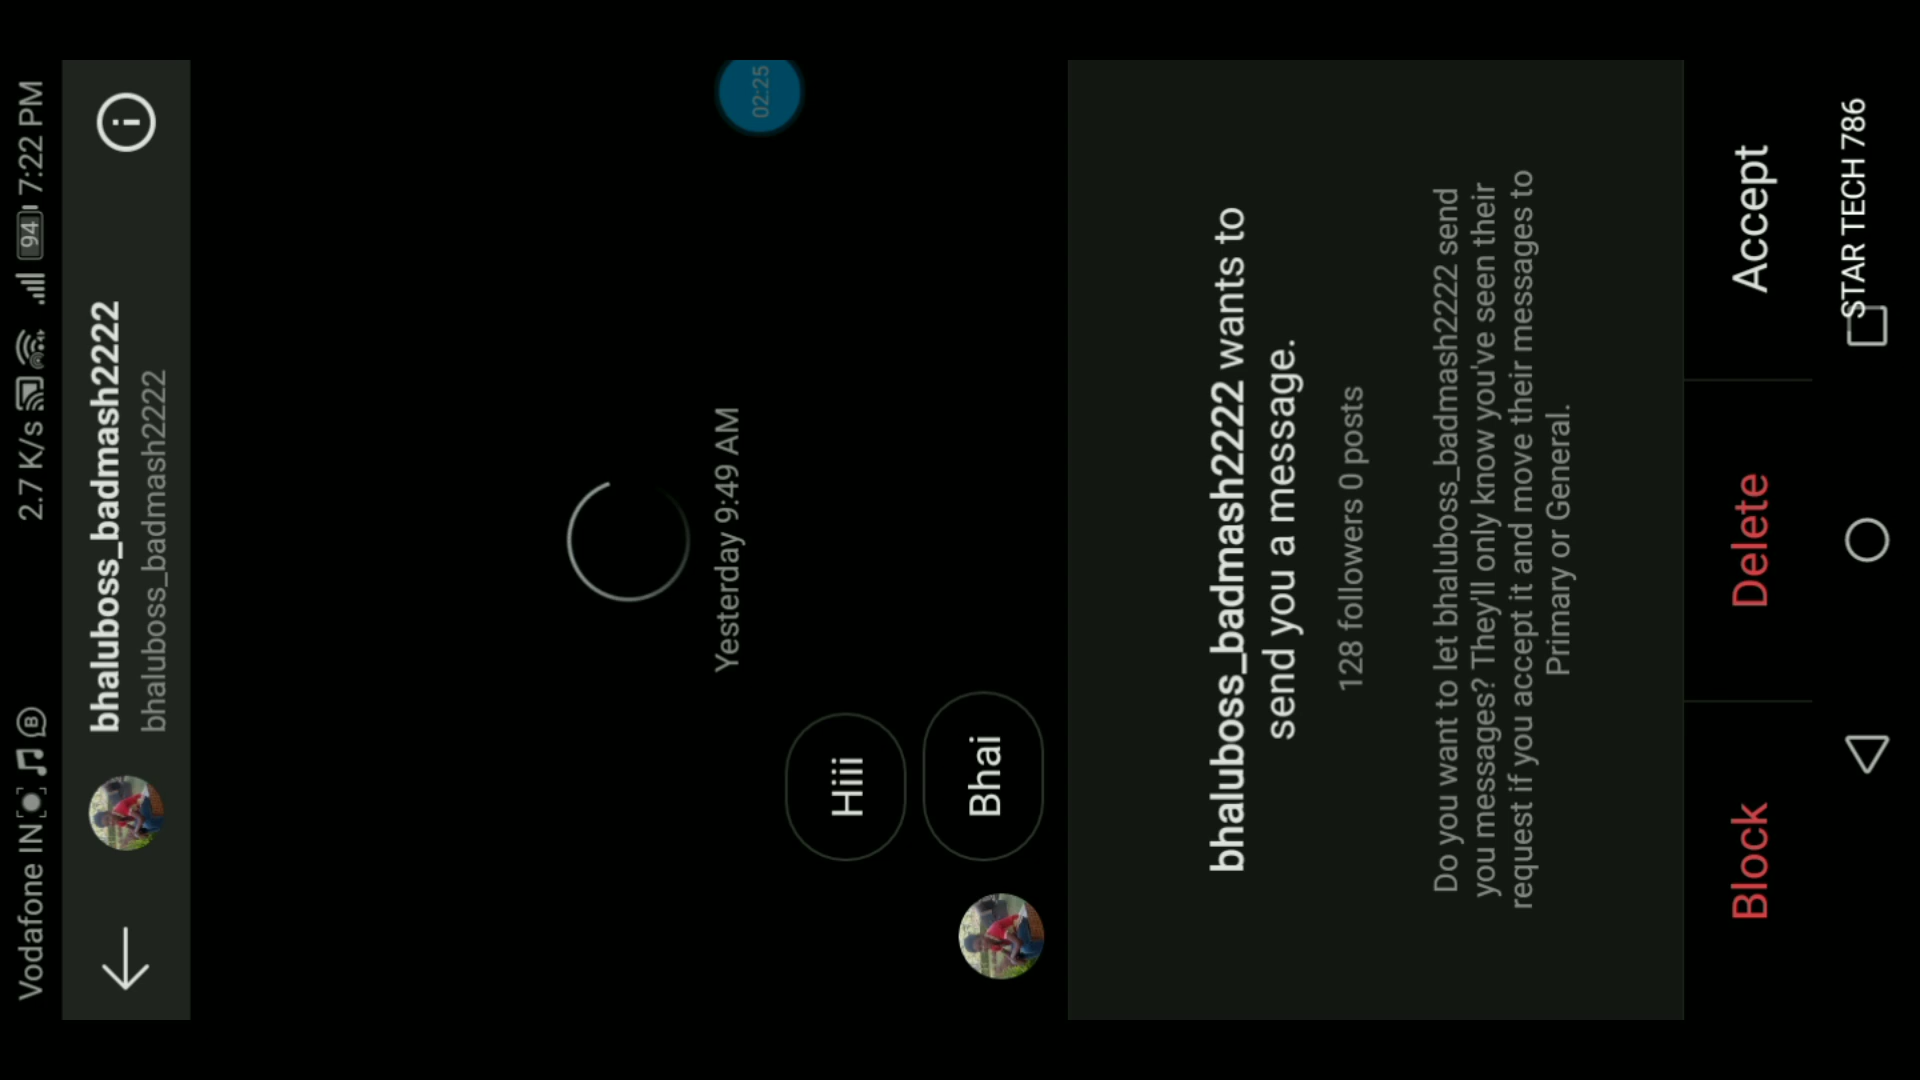 Vodafone IN 2.7 K/s 94 7:22 PM
bhaluboss_badmash2222
bhaluboss_badmash2222
Yesterday 9:49 AM
02:25
Hiii
Bhai
bhaluboss_badmash2222 wants to
send you a message.
128 followers 0 posts
Do you want to let bhaluboss_badmash2222 send
you messages? They'll only know you've seen their
request if you accept it and move their messages to
Primary or General.
Block Delete Accept
STAR TECH 786